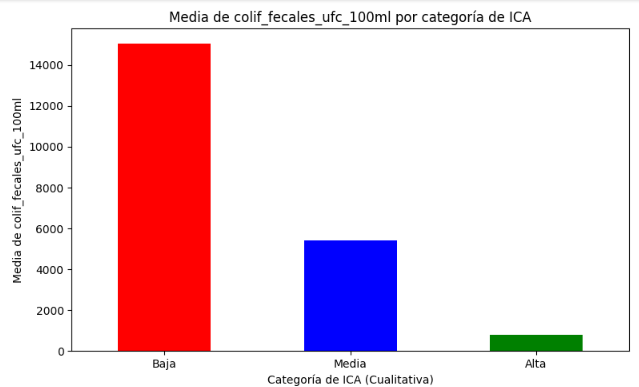 Media de colif_fecales_ufc_100ml por categoría de ICA
Media de colif_fecales_ufc_100ml
14000
12000
10000
8000
6000
4000
2000
0
Baja
Media
Alta
Categoría de ICA (Cualitativa)